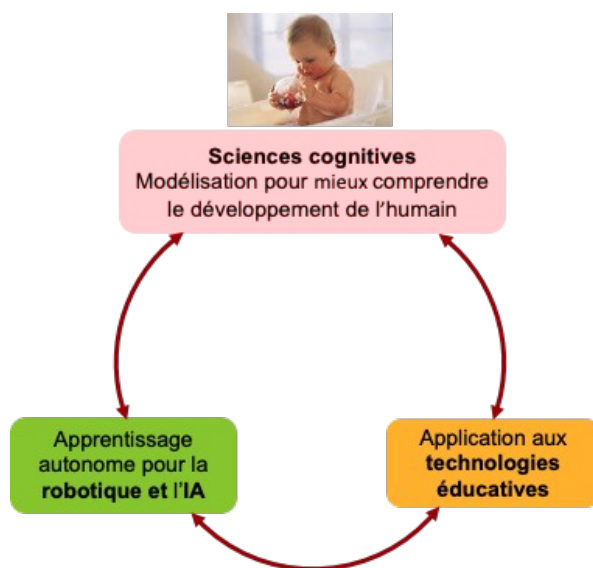 Sciences cognitives
Modélisation pour mieux comprendre
le développement de l'humain
Apprentissage
autonome pour la
robotique et l'IA
Application aux
technologies
éducatives